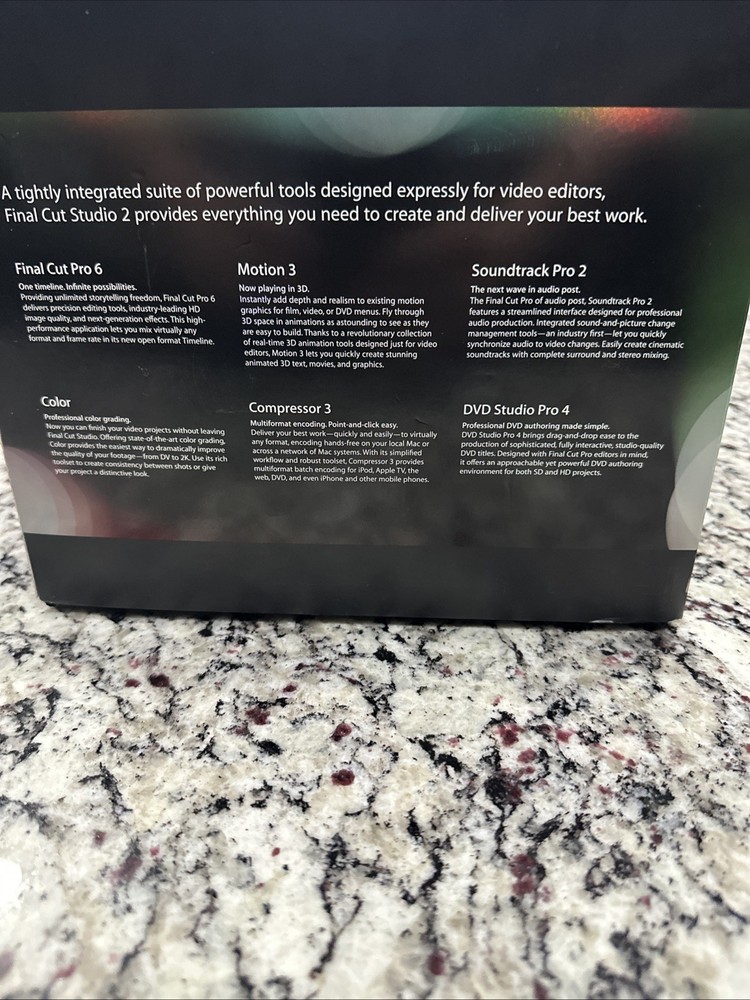 A tightly integrated suite of powerful tools designed expressly for video editors,
Final Cut Studio 2 provides everything you need to create and deliver your best work.
Final Cut Pro 6
One timeline. Infinite possibilities.
Providing unlimited storytelling freedom, Final Cut Pro 6
delivers precision editing tools, industry-leading HD
image quality, and next-generation effects. This high-
performance application lets you mix virtually any
format and frame rate in its new open format Timeline.
Motion 3
Now playing in 3D.
Instantly add depth and realism to existing motion
graphics for film, video, or DVD menus. Fly through
3D space in animations as astounding to see as they
are easy to build. Thanks to a revolutionary collection
of real-time 3D animation tools designed just for video
editors, Motion 3 lets you quickly create stunning
animated 3D text, movies, and graphics.
Soundtrack Pro 2
The next wave in audio post.
The Final Cut Pro of audio post, Soundtrack Pro 2
features a streamlined interface designed for professional
audio production. Integrated sound-and-picture change
management tools—an industry first—let you quickly
synchronize audio to video changes. Easily create cinematic
soundtracks with complete surround and stereo mixing.
Color
Professional color grading.
Now you can finish your video projects without leaving
Final Cut Studio. Offering state-of-the-art color grading,
Color provides the easiest way to dramatically improve
the quality of your footage—from DV to 2K. Use its rich
toolset to create consistency between shots or give
your project a distinctive look.
Compressor 3
Multiformat encoding. Point-and-click easy.
Deliver your best work—quickly and easily—to virtually
any format, encoding hands-free on your local Mac or
across a network of Mac systems. With its simplified
workflow and robust toolset, Compressor 3 provides
multiformat batch encoding for iPod, Apple TV, the
web, DVD, and even iPhone and other mobile phones.
DVD Studio Pro 4
Professional DVD authoring made simple.
DVD Studio Pro 4 brings drag-and-drop ease to the
production of sophisticated, fully interactive, studio-quality
DVD titles. Designed with Final Cut Pro editors in mind,
it offers an approachable yet powerful DVD authoring
environment for both SD and HD projects.